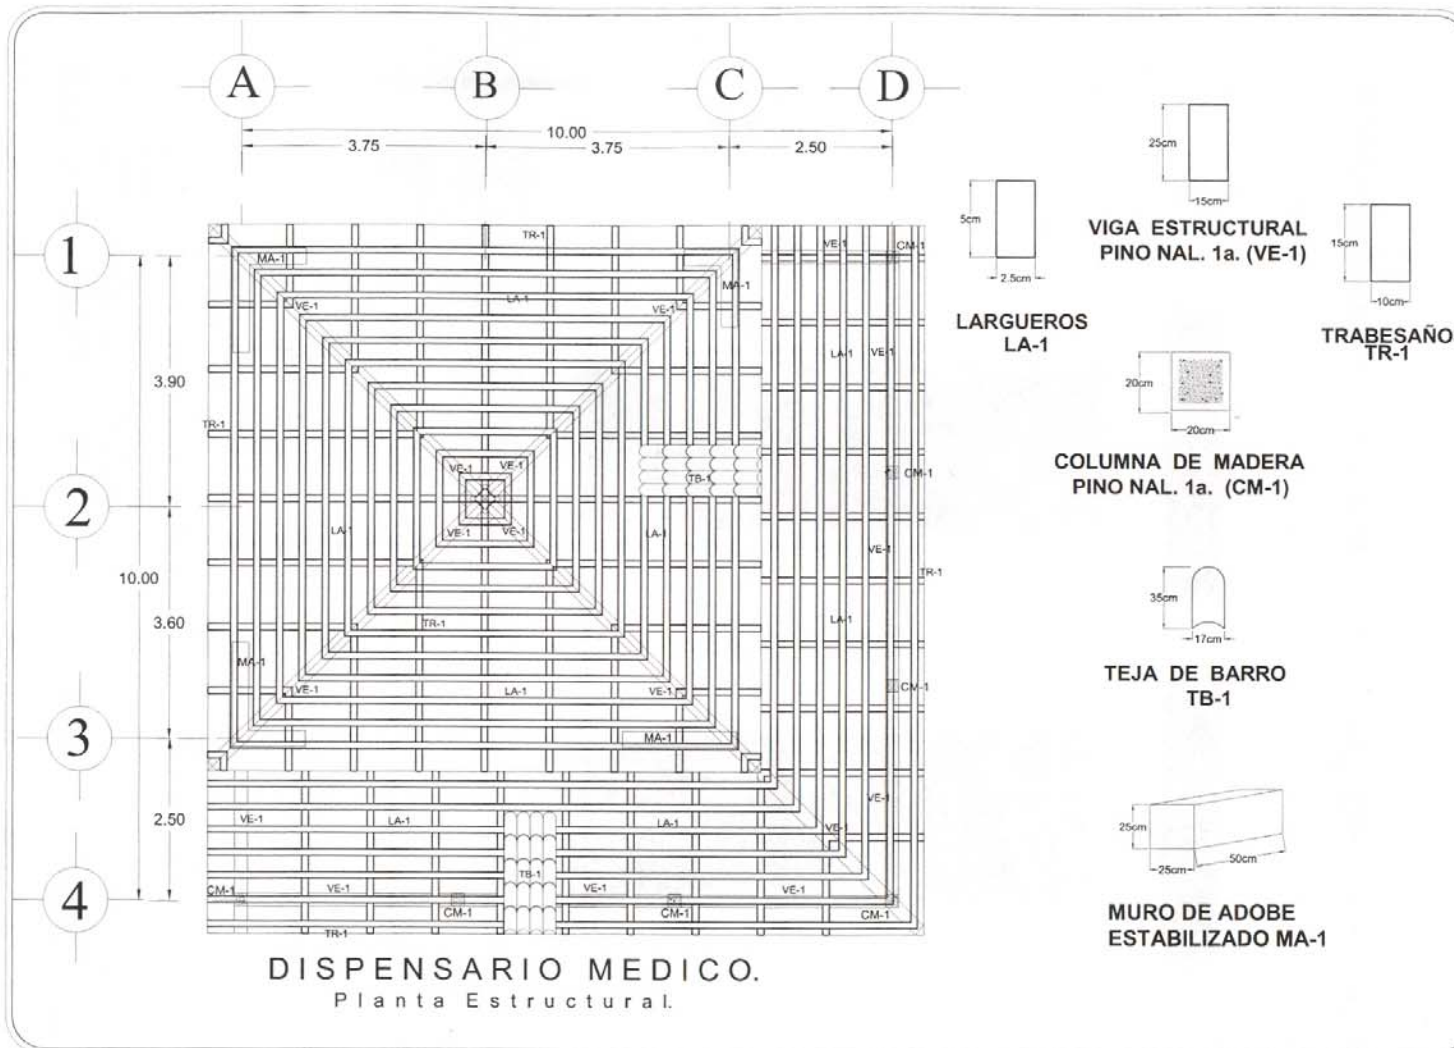 A
B
C
D
10.00
3.75
3.75
2.50
1
2
3
4
3.90
10.00
3.60
2.50
TR-1
VE-1
CM-1
MA-1
MA-1
LA-1
VE-1
VE-1
LA-1
VE-1
TR-1
VE-1
VE-1
TB-1
CM-1
LA-1
LA-1
VE-1
VE-1
VE-1
TR-1
TR-1
LA-1
MA-1
VE-1
LA-1
VE-1
CM-1
MA-1
VE-1
VE-1
LA-1
LA-1
VE-1
TB-1
CM-1
VE-1
VE-1
VE-1
CM-1
CM-1
CM-1
TR-1
DISPENSARIO MEDICO.
Planta Estructural.
5cm
2.5cm
LARGUEROS
LA-1
25cm
15cm
VIGA ESTRUCTURAL
PINO NAL. 1a. (VE-1)
15cm
10cm
TRABESAÑO
TR-1
20cm
20cm
COLUMNA DE MADERA
PINO NAL. 1a. (CM-1)
35cm
17cm
TEJA DE BARRO
TB-1
25cm
25cm
50cm
MURO DE ADOBE
ESTABILIZADO MA-1